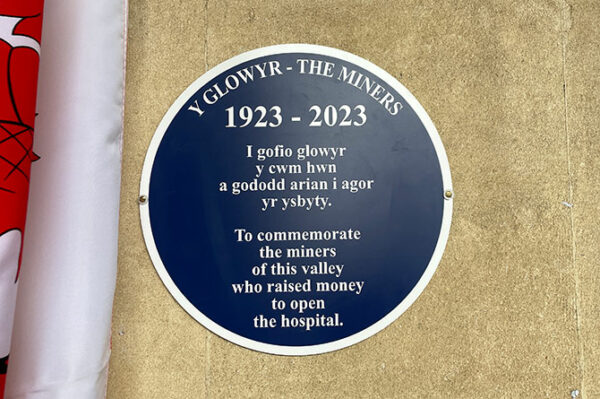 Y GLOWYR - THE MINERS
1923 - 2023
I gofio glowyr
y cwm hwn
a gododd arian i agor
yr ysbyty.
To commemorate
the miners
of this valley
who raised money
to open
the hospital.